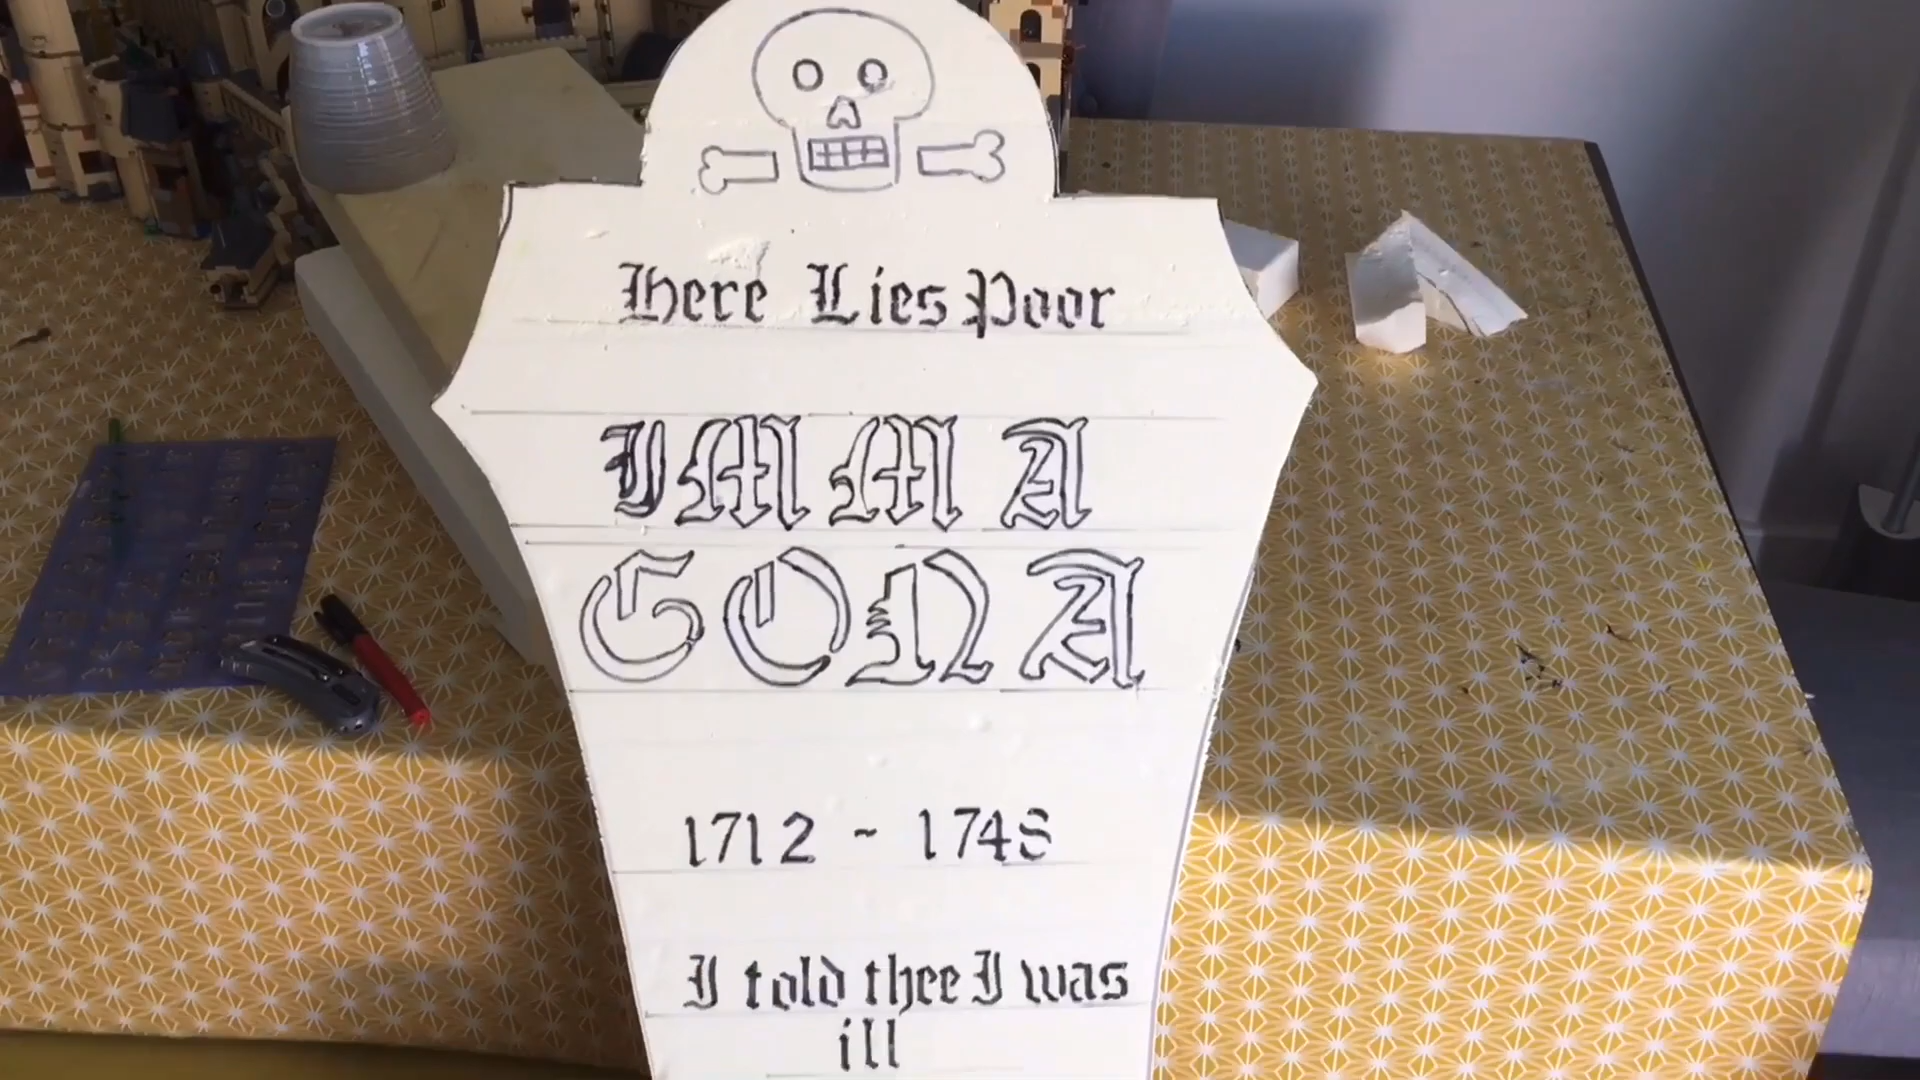 Here Lies Poor
IMMA
GONA
1712 ~ 1748
I told thee I was
ill